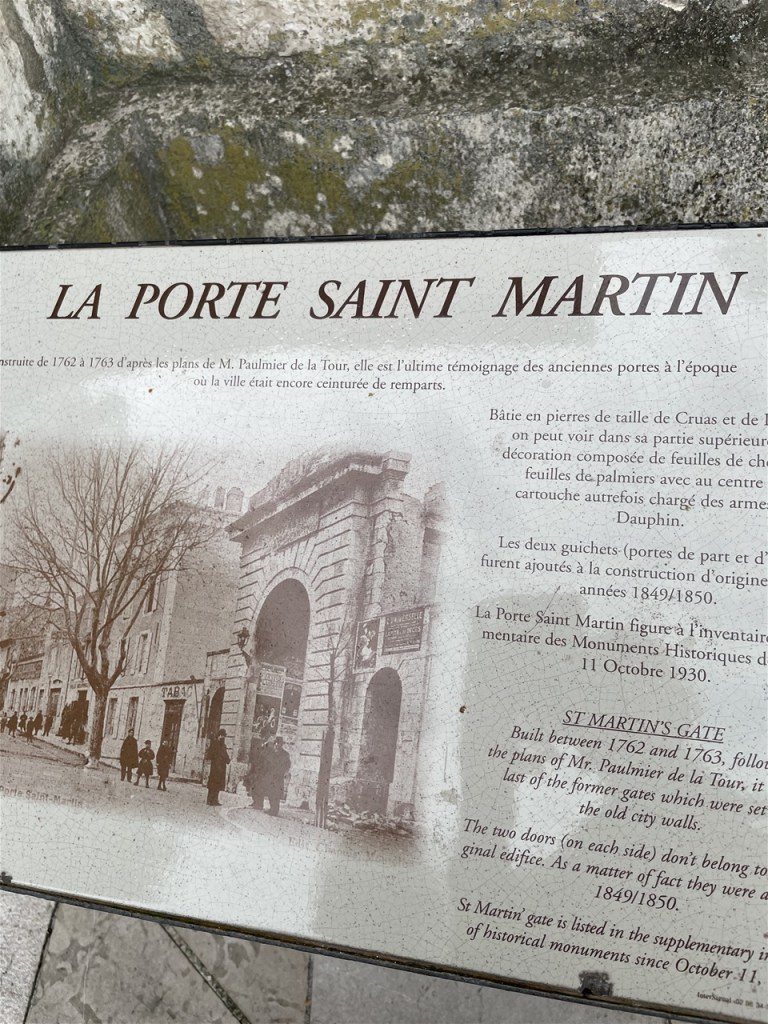 LA PORTE SAINT MARTIN
nstruite de 1762 à 1763 d'après les plans de M. Paulmier de la Tour, elle est l'ultime témoignage des anciennes portes à l'époque
où la ville était encore ceinturée de remparts.
Bâtie en pierres de taille de Cruas et de
on peut voir dans sa partie supérieur
décoration composée de feuilles de ch
feuilles de palmiers avec au centre
cartouche autrefois chargé des armes
Dauphin.
Les deux guichets (portes de part et d'
furent ajoutés à la construction d'origine
années 1849/1850.
La Porte Saint Martin figure à l'inventaire
mentaire des Monuments Historiques d
11 Octobre 1930.
TABAC
Porte Saint-Martin
ST MARTIN'S GATE
Built between 1762 and 1763, follo
the plans of Mr. Paulmier de la Tour, it
last of the former gates which were set
the old city walls.
The two doors (on each side) don't belong to
ginal edifice. As a matter of fact they were a
1849/1850.
St Martin' gate is listed in the supplementary in
of historical monuments since October 11,